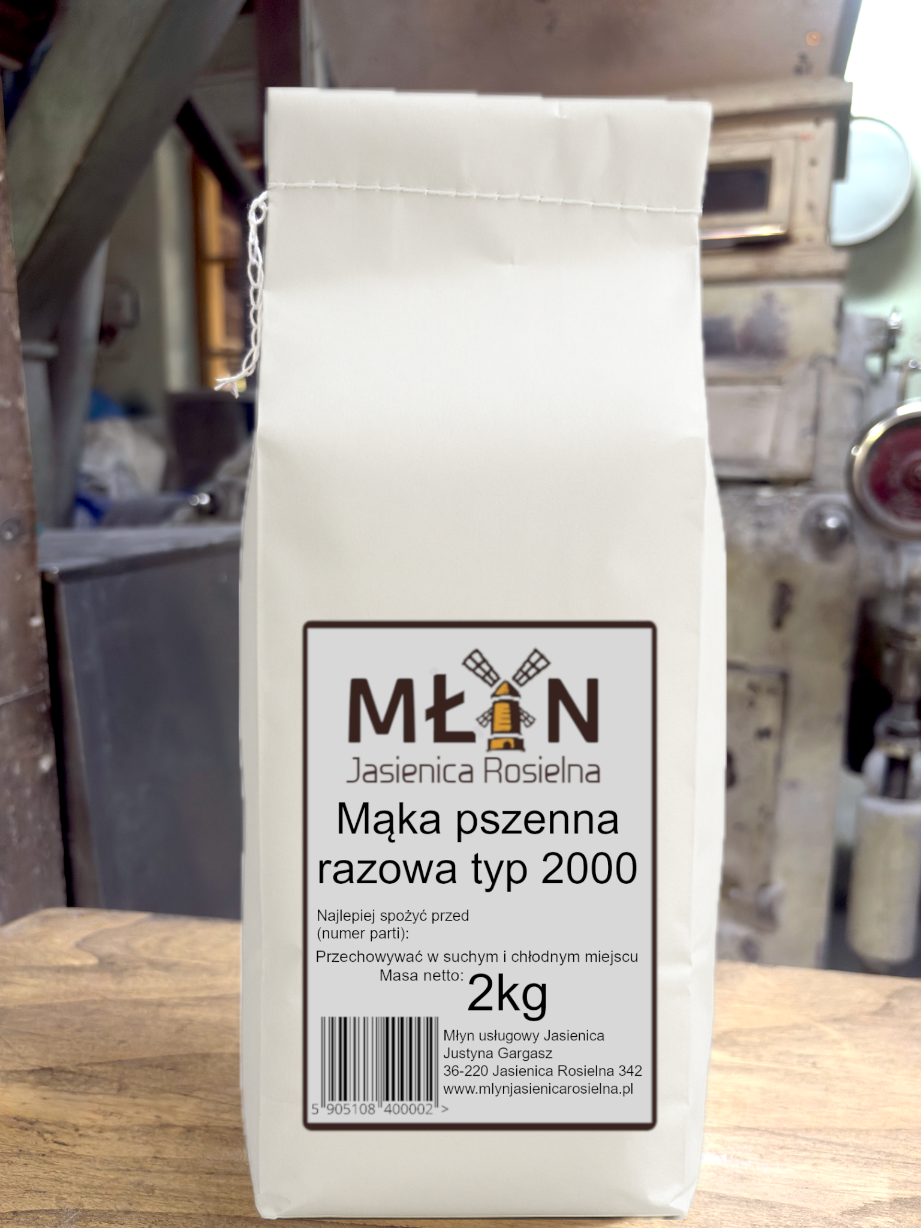 MŁYN
Jasienica Rosielna
Mąka pszenna
razowa typ 2000
Najlepiej spożyć przed
(numer parti):
Przechowywać w suchym i chłodnym miejscu
Masa netto: 2kg
Młyn usługowy Jasienica
Justyna Gargasz
36-220 Jasienica Rosielna 342
www.mlynjasienicarosielna.pl
5 905108 400002 >